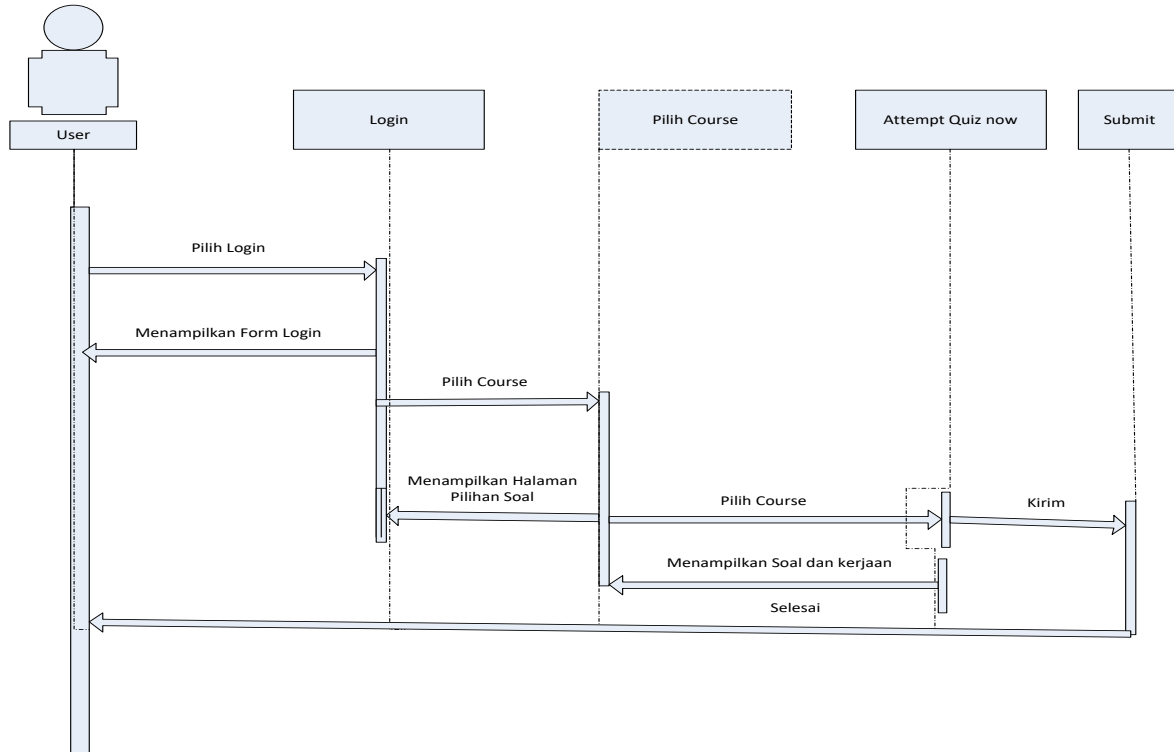 User
Login
Pilih Course
Attempt Quiz now
Submit
Pilih Login
Menampilkan Form Login
Pilih Course
Menampilkan Halaman
Pilihan Soal
Pilih Course
Kirim
Menampilkan Soal dan kerjaan
Selesai